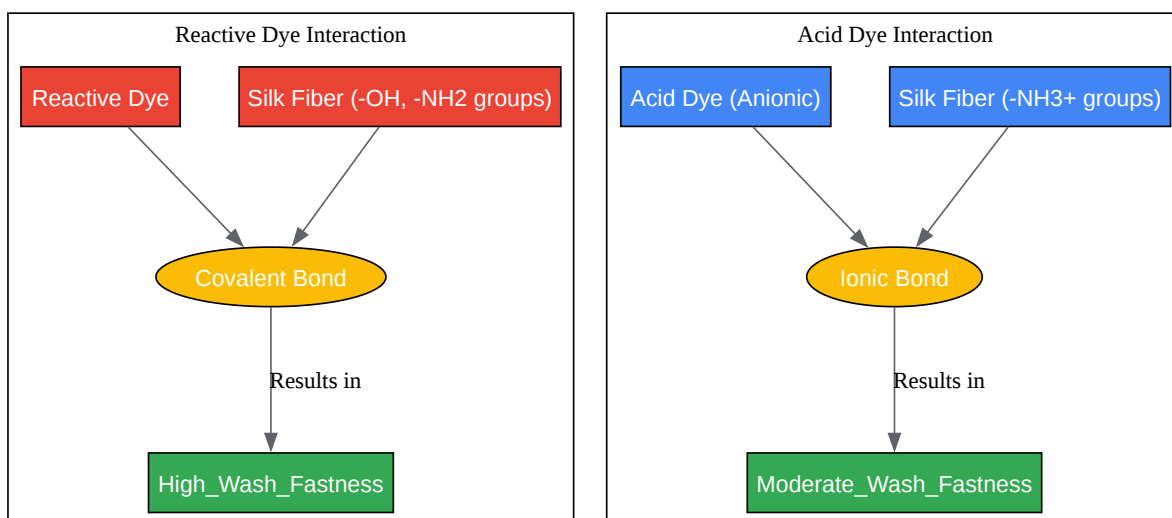 Reactive Dye Interaction
Reactive Dye
Silk Fiber (-OH, -NH2 groups)
Covalent Bond
Results in
High_Wash_Fastness
Acid Dye Interaction
Acid Dye (Anionic)
Silk Fiber (-NH3+ groups)
Ionic Bond
Results in
Moderate_Wash_Fastness